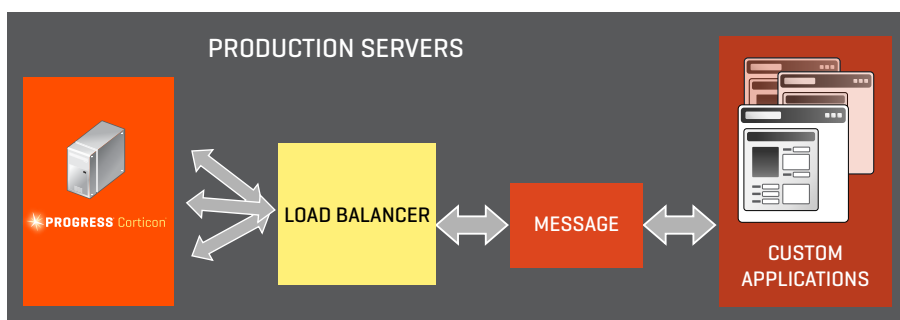 PRODUCTION SERVERS
PROGRESS Corticon
LOAD BALANCER
MESSAGE
CUSTOM
APPLICATIONS